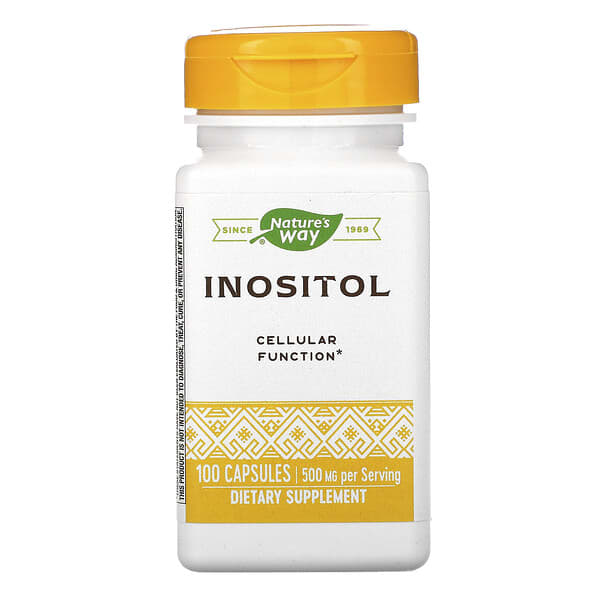 SINCE
Nature's
Way
®
1969
INOSITOL
CELLULAR
FUNCTION*
100 CAPSULES | 500 MG per Serving
DIETARY SUPPLEMENT
THIS PRODUCT IS NOT INTENDED TO DIAGNOSE, TREAT, CURE, OR PREVENT ANY DISEASE.